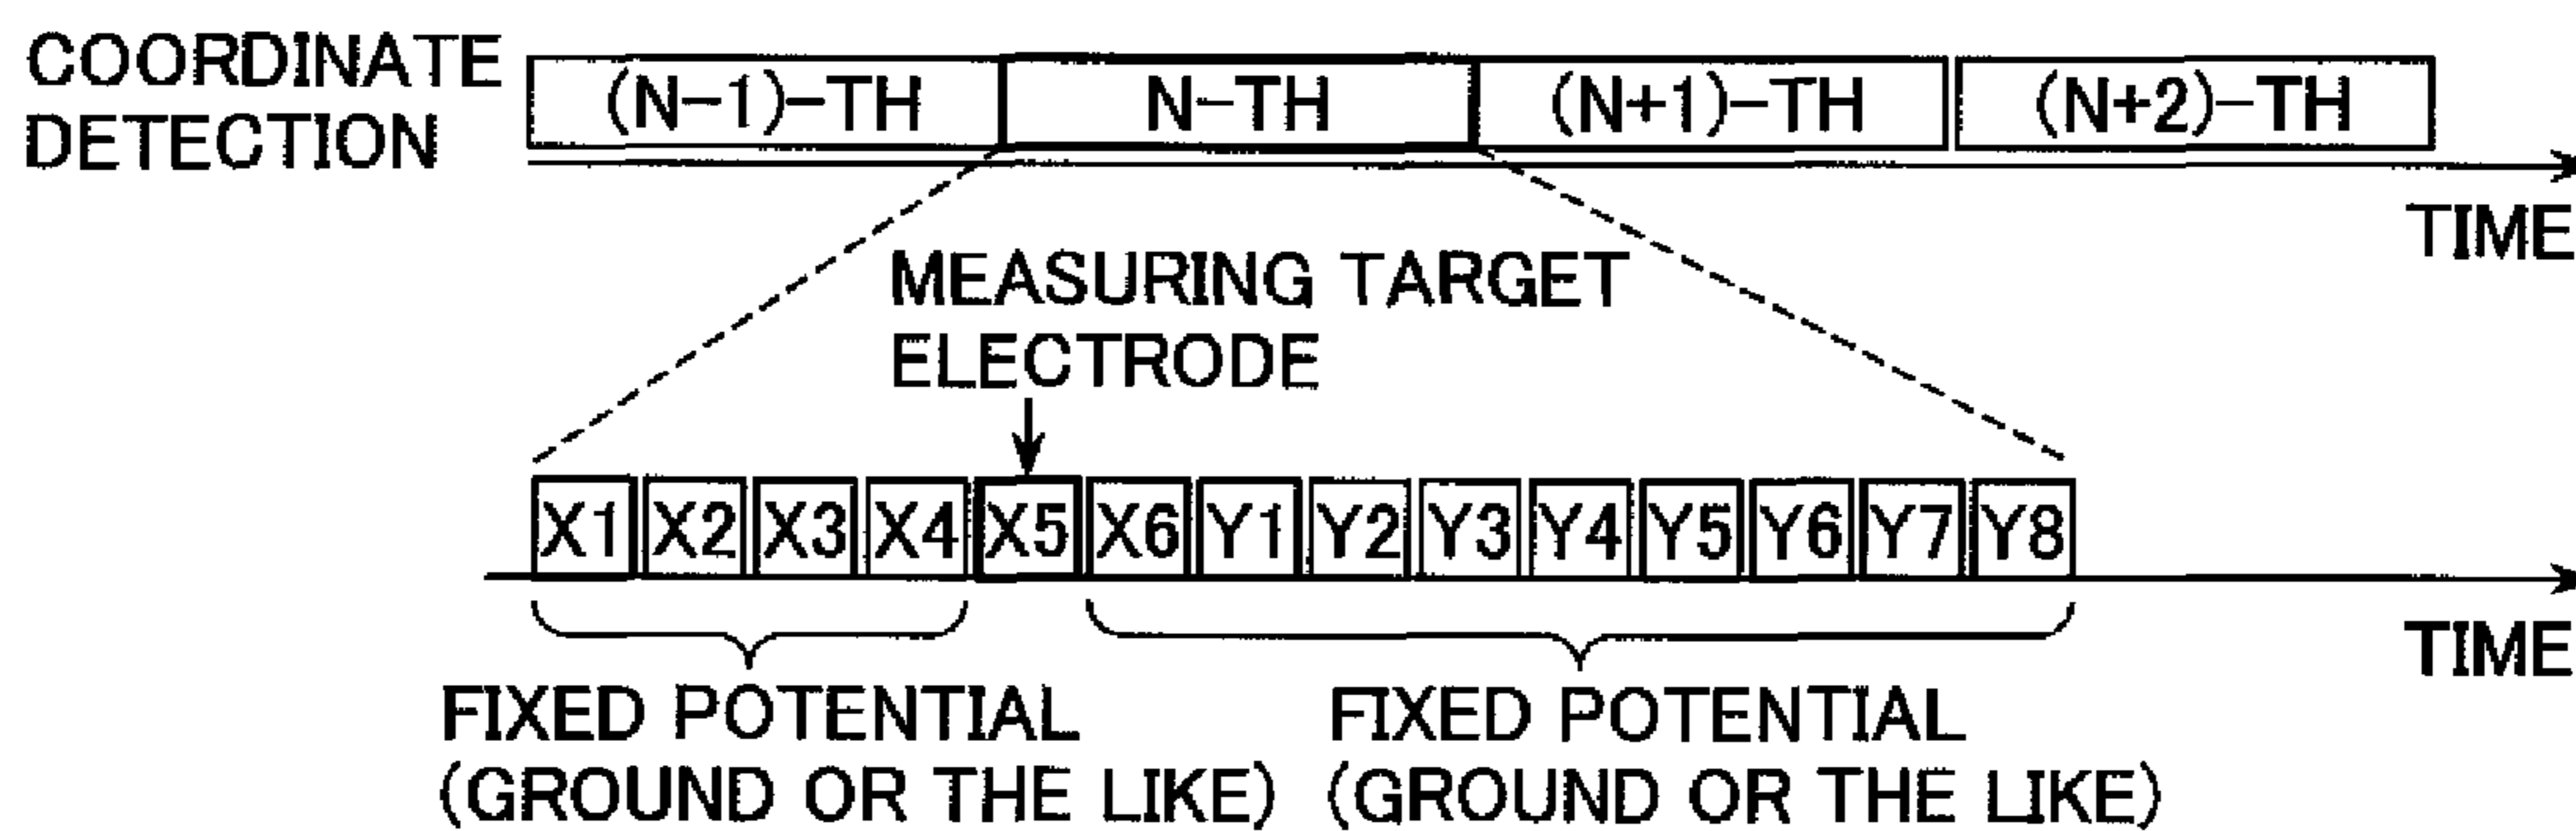 COORDINATE
DETECTION
(N-1)-TH N-TH (N+1)-TH (N+2)-TH
TIME
MEASURING TARGET
ELECTRODE
X1 X2 X3 X4 X5 X6 Y1 Y2 Y3 Y4 Y5 Y6 Y7 Y8
TIME
FIXED POTENTIAL
(GROUND OR THE LIKE)
FIXED POTENTIAL
(GROUND OR THE LIKE)